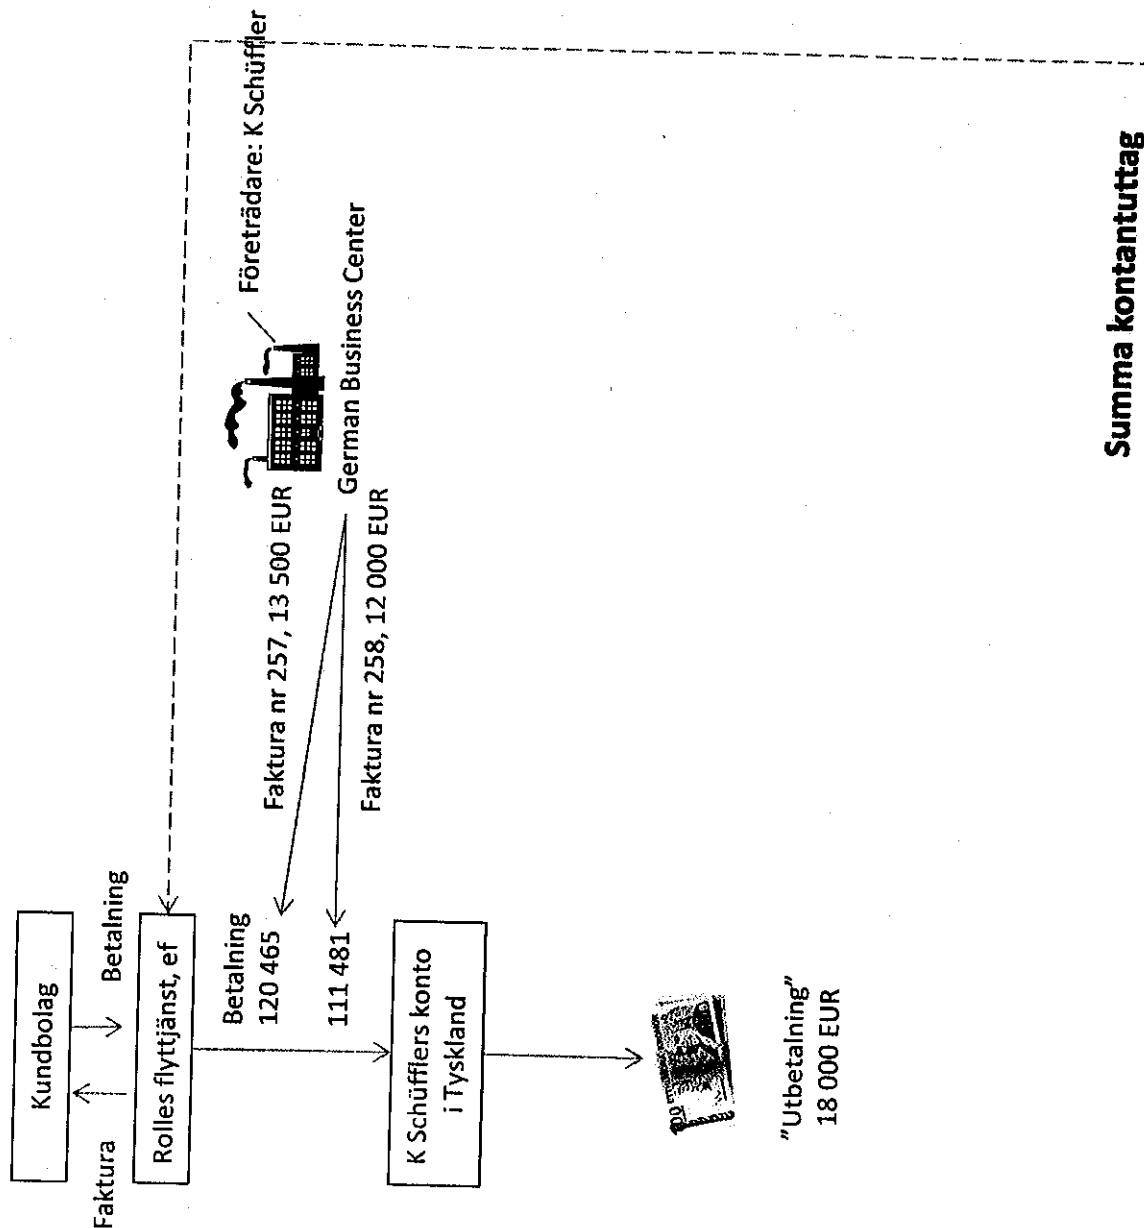 Kundbolag
Faktura
Betalning
Rolles flyttjänst, ef
Betalning
120 465
111 481
Faktura nr 257, 13 500 EUR
Faktura nr 258, 12 000 EUR
Företrädare: K Schüffler
German Business Center
K Schüfflers konto
i Tyskland
"Utbetalning"
18 000 EUR
Summa kontantuttag